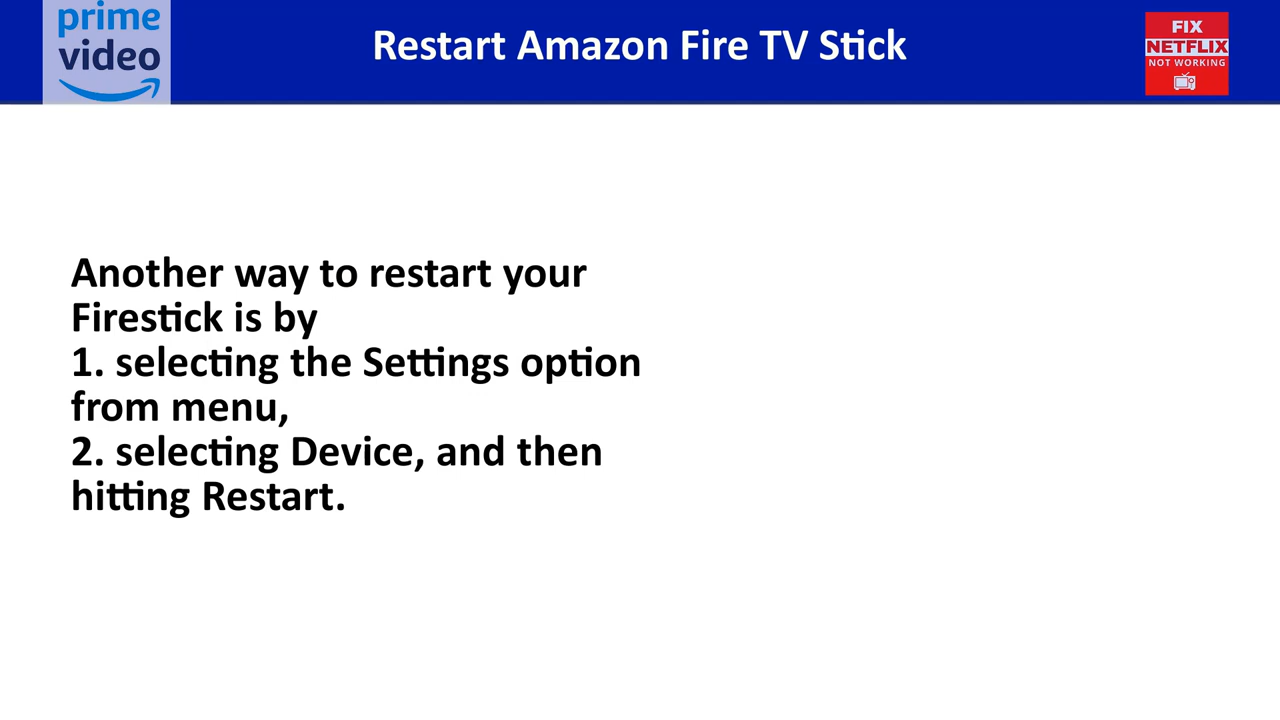 prime
video
Restart Amazon Fire TV Stick
FIX
NETFLIX
NOT WORKING
Another way to restart your
Firestick is by
1. selecting the Settings option
from menu,
2. selecting Device, and then
hitting Restart.